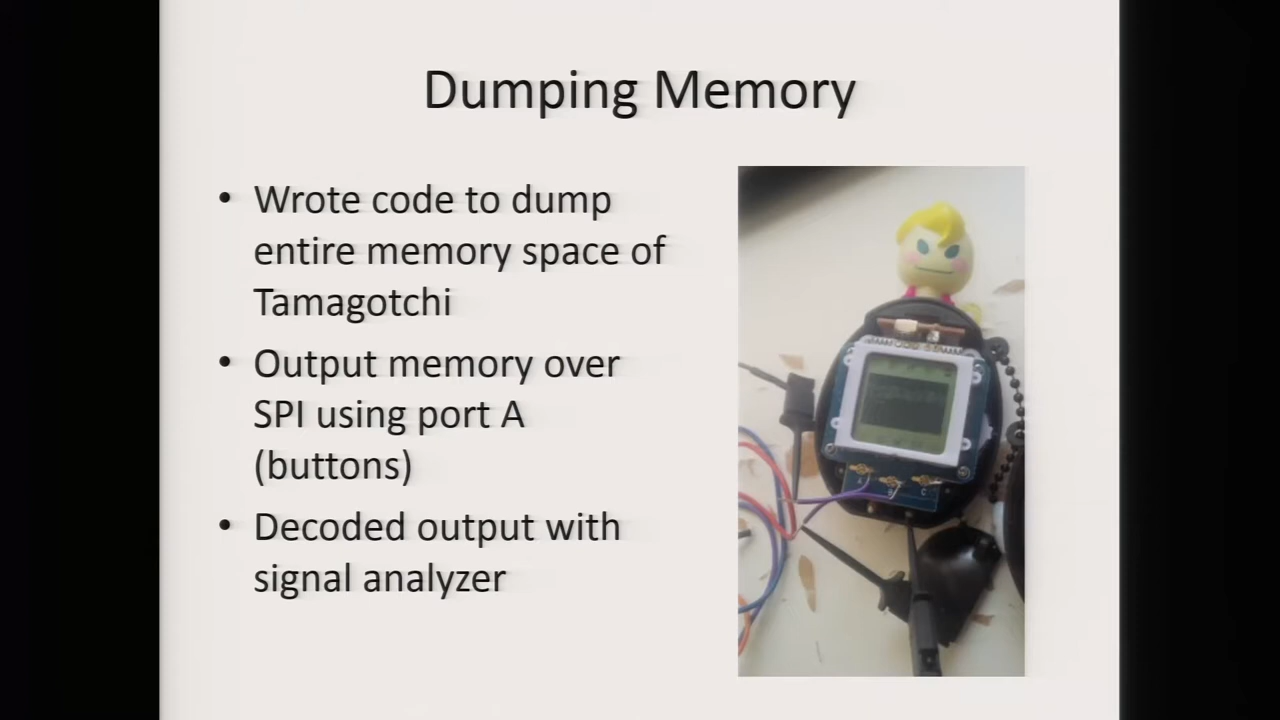 Dumping Memory
• Wrote code to dump
entire memory space of
Tamagotchi
• Output memory over
SPI using port A
(buttons)
• Decoded output with
signal analyzer